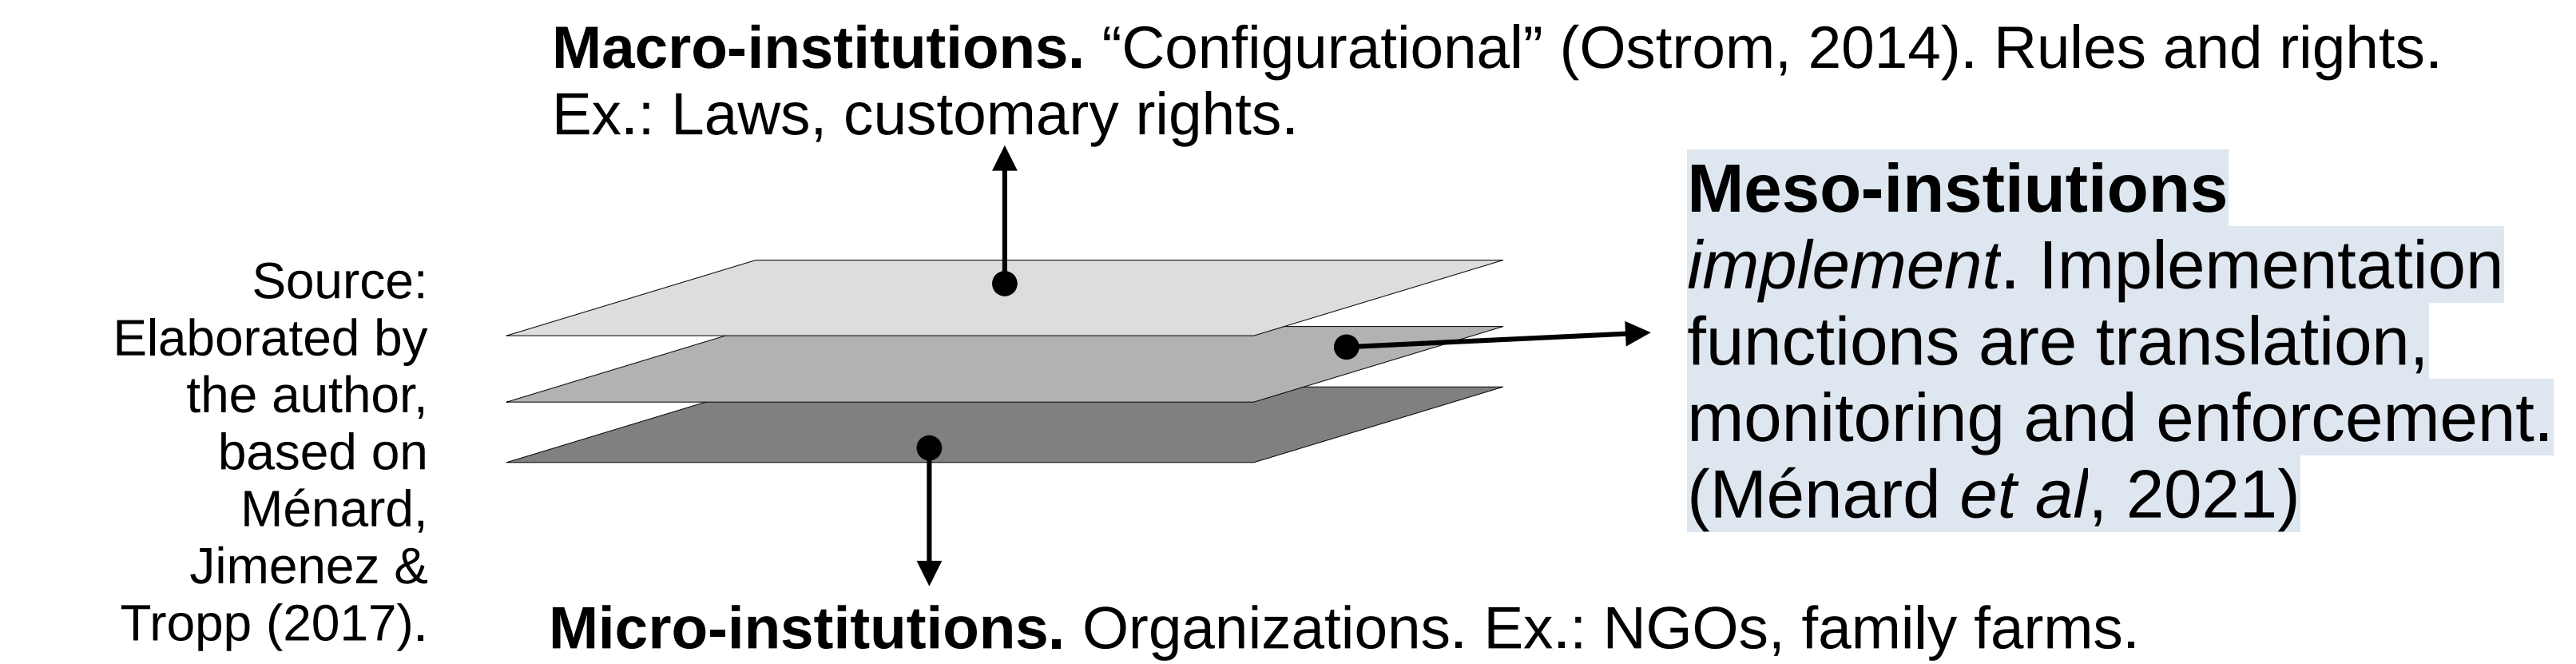 Macro-institutions. “Configurational” (Ostrom, 2014). Rules and rights.
Ex.: Laws, customary rights.
Meso-instiutions
implement. Implementation
functions are translation,
monitoring and enforcement.
(Ménard et al, 2021)
Source:
Elaborated by
the author,
based on
Ménard,
Jimenez &
Tropp (2017).
Micro-institutions. Organizations. Ex.: NGOs, family farms.